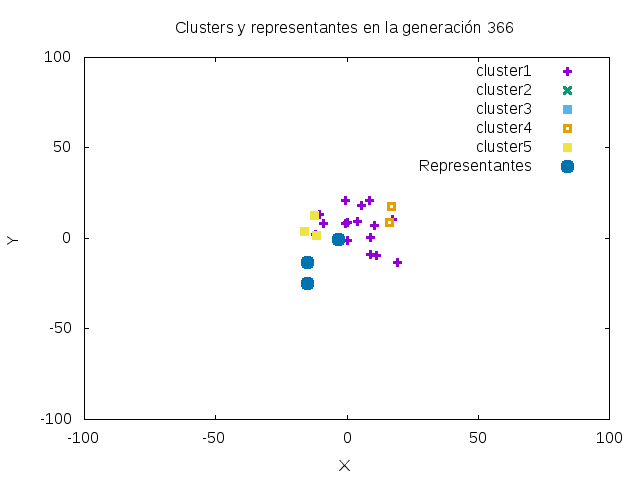 Clusters y representantes en la generación 366
100
50
0
-50
-100
-100
-50
0
50
100
Y
X
cluster1
cluster2
cluster3
cluster4
cluster5
Representantes